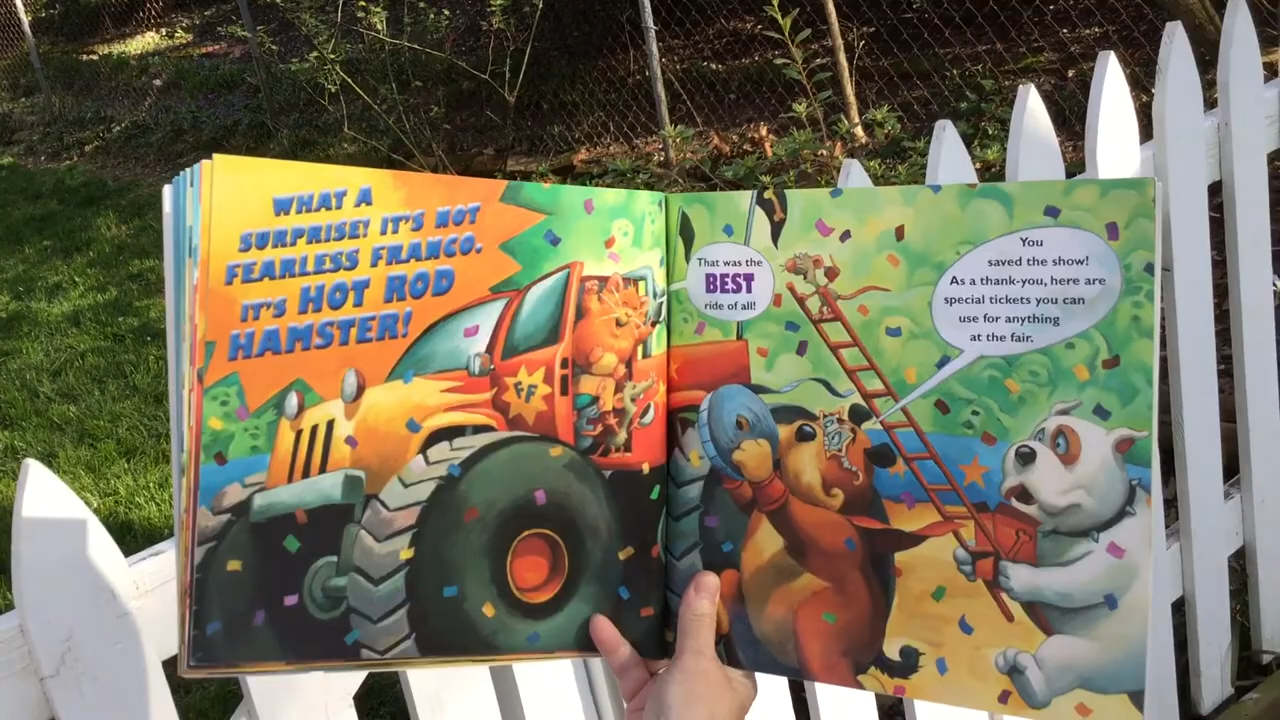 WHAT A
SURPRISE! IT'S NOT
FEARLESS FRANCO.
IT'S HOT ROD
HAMSTER!
FF
That was the
BEST
ride of all!
You
saved the show!
As a thank-you, here are
special tickets you can
use for anything
at the fair.